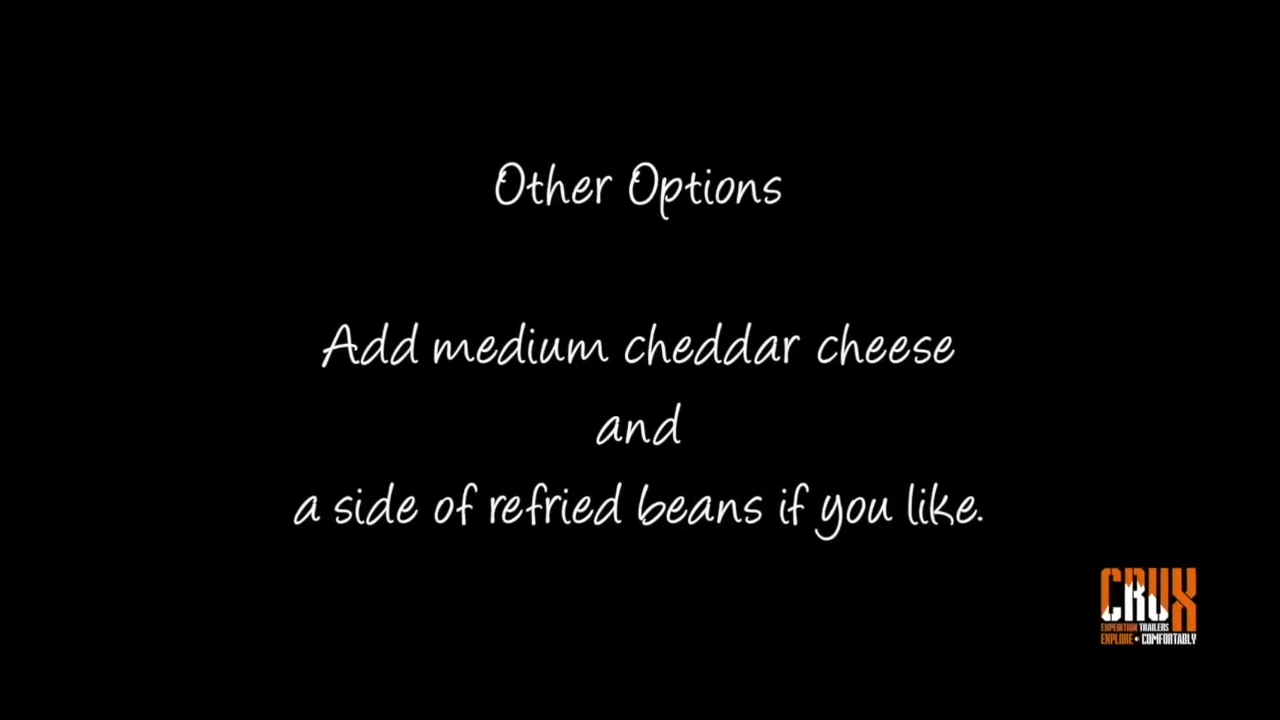 Other Options
Add medium cheddar cheese
and
a side of refried beans if you like.
CRUX
EXPEDITION TRAILERS
EXPLORE • COMFORTABLY